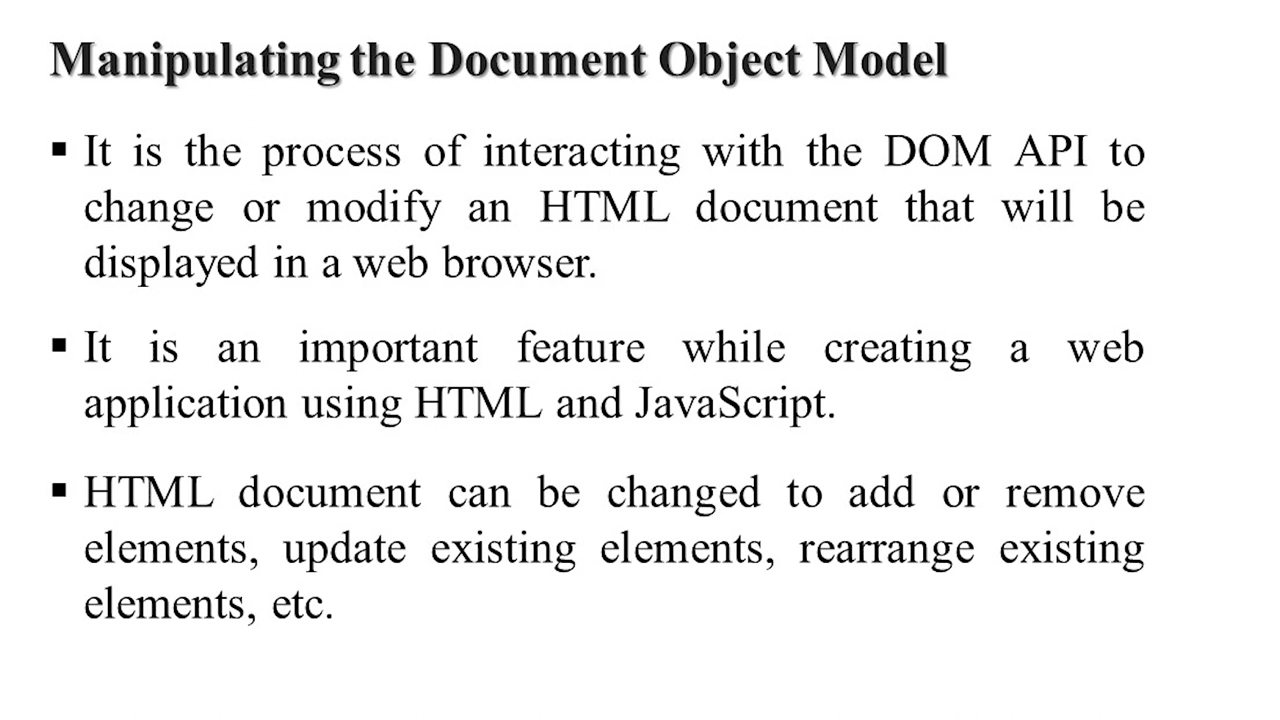 Manipulating the Document Object Model
▪ It is the process of interacting with the DOM API to
change or modify an HTML document that will be
displayed in a web browser.
▪ It is an important feature while creating a web
application using HTML and JavaScript.
▪ HTML document can be changed to add or remove
elements, update existing elements, rearrange existing
elements, etc.